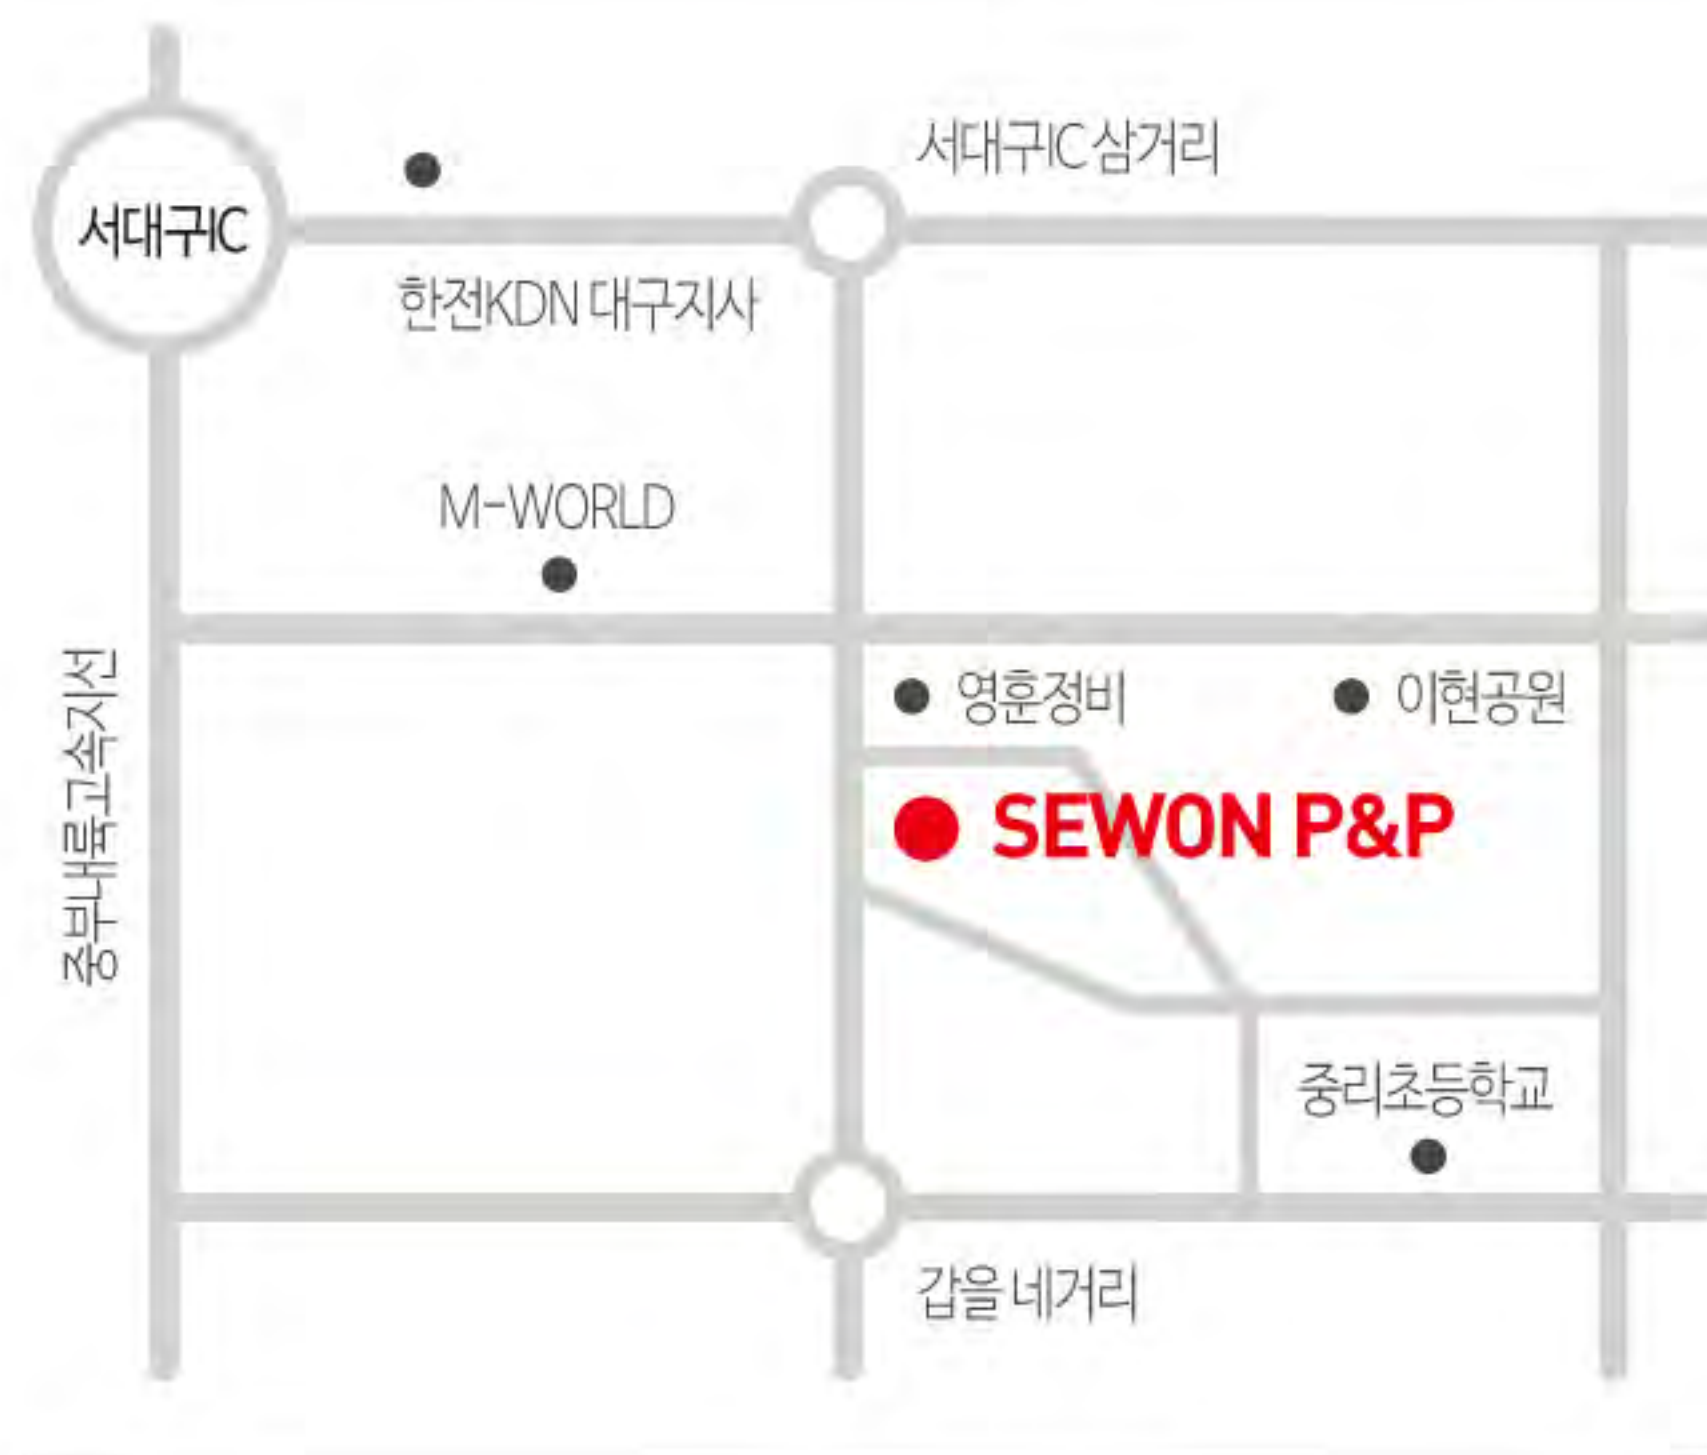 서대구IC 삼거리
서대구IC
한전KDN 대구지사
M-WORLD
영훈정비
이현공원
SEWON P&P
중부내륙고속지선
중리초등학교
갑을 네거리